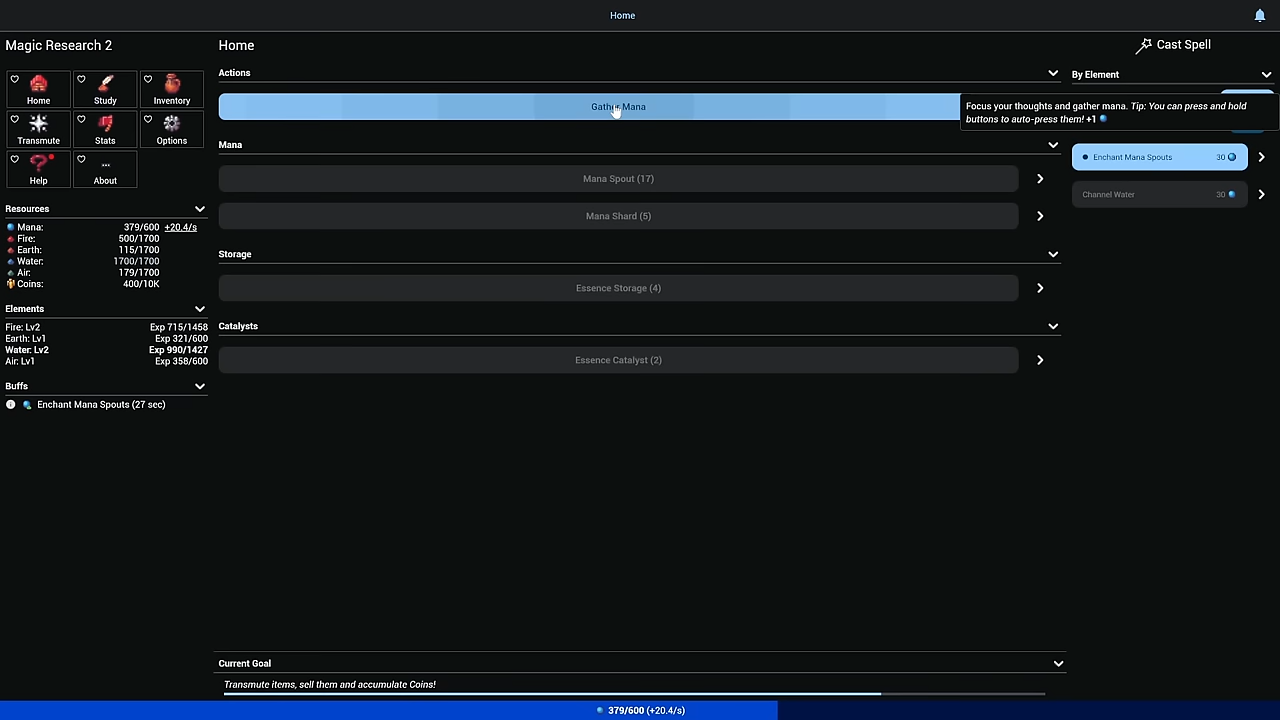 Home
Magic Research 2
Home
Study
Inventory
Transmute
Stats
Options
Help
About
Resources
Mana: 379/600 +20.4/s
Fire: 500/1700
Earth: 115/1700
Water: 1700/1700
Air: 179/1700
Coins: 400/10K
Elements
Fire: Lv2 Exp 715/1458
Earth: Lv1 Exp 321/600
Water: Lv2 Exp 990/1427
Air: Lv1 Exp 358/600
Buffs
Enchant Mana Spouts (27 sec)
Home
Actions
Gather Mana
Mana
Mana Spout (17)
Mana Shard (5)
Storage
Essence Storage (4)
Catalysts
Essence Catalyst (2)
Current Goal
Transmute items, sell them and accumulate Coins!
Cast Spell
By Element
Focus your thoughts and gather mana. Tip: You can press and hold
buttons to auto-press them! +1
Enchant Mana Spouts 30
Channel Water 30
379/600 (+20.4/s)